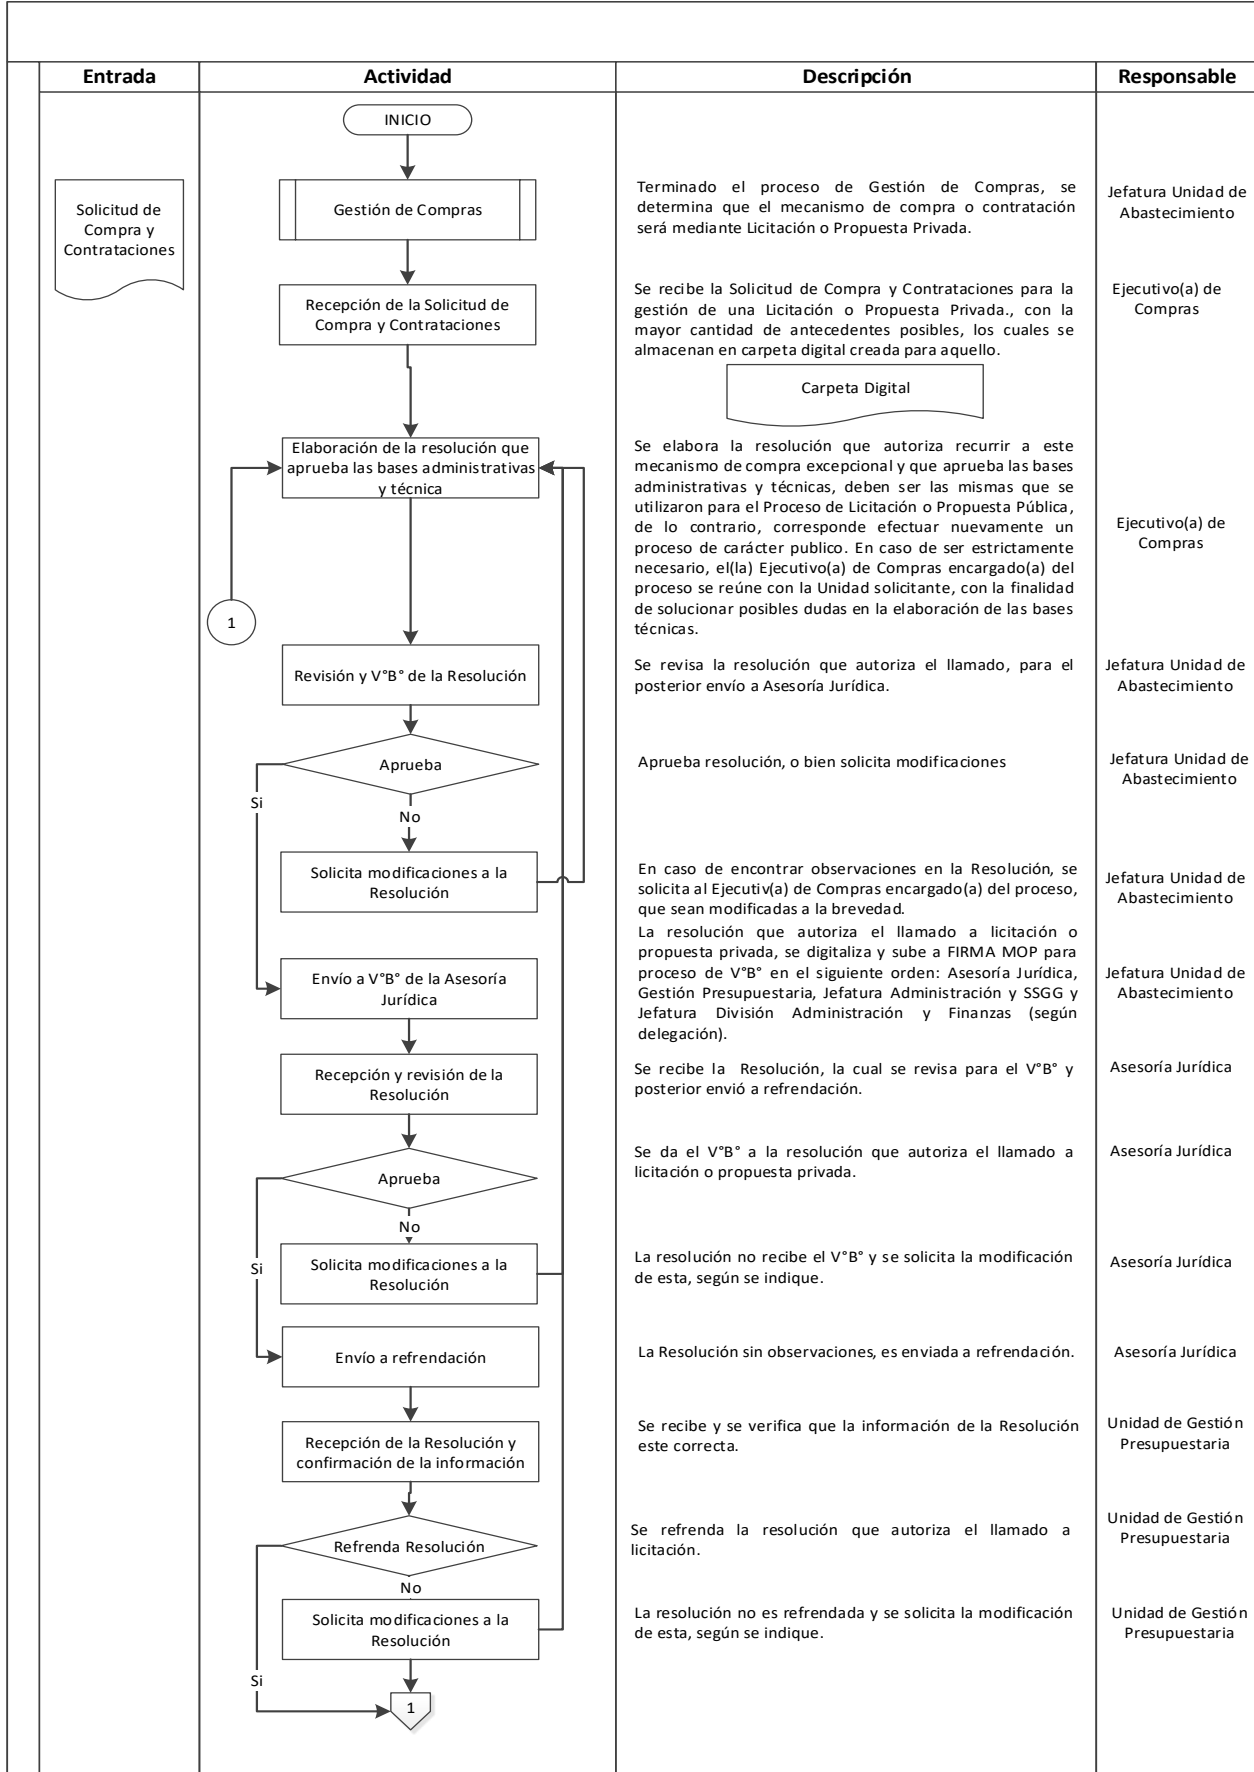 Entrada
Actividad
Descripción
Responsable
INICIO
Solicitud de
Compra y
Contrataciones
Gestión de Compras
Terminado el proceso de Gestión de Compras, se
determina que el mecanismo de compra o contratación
será mediante Licitación o Propuesta Privada.
Jefatura Unidad de
Abastecimiento
Recepción de la Solicitud de
Compra y Contrataciones
Se recibe la Solicitud de Compra y Contrataciones para la
gestión de una Licitación o Propuesta Privada., con la
mayor cantidad de antecedentes posibles, los cuales se
almacenan en carpeta digital creada para aquello.
Ejecutivo(a) de
Compras
Carpeta Digital
Elaboración de la resolución que
aprueba las bases administrativas
y técnica
Se elabora la resolución que autoriza recurrir a este
mecanismo de compra excepcional y que aprueba las bases
administrativas y técnicas, deben ser las mismas que se
utilizaron para el Proceso de Licitación o Propuesta Pública,
de lo contrario, corresponde efectuar nuevamente un
proceso de carácter publico. En caso de ser estrictamente
necesario, el(la) Ejecutivo(a) de Compras encargado(a) del
proceso se reúne con la Unidad solicitante, con la finalidad
de solucionar posibles dudas en la elaboración de las bases
técnicas.
Ejecutivo(a) de
Compras
1
Revisión y V°B° de la Resolución
Se revisa la resolución que autoriza el llamado, para el
posterior envío a Asesoría Jurídica.
Jefatura Unidad de
Abastecimiento
Aprueba
Aprueba resolución, o bien solicita modificaciones
Jefatura Unidad de
Abastecimiento
Si
No
Solicita modificaciones a la
Resolución
En caso de encontrar observaciones en la Resolución, se
solicita al Ejecutiv(a) de Compras encargado(a) del proceso,
que sean modificadas a la brevedad.
Jefatura Unidad de
Abastecimiento
Envío a V°B° de la Asesoría
Jurídica
La resolución que autoriza el llamado a licitación o
propuesta privada, se digitaliza y sube a FIRMA MOP para
proceso de V°B° en el siguiente orden: Asesoría Jurídica,
Gestión Presupuestaria, Jefatura Administración y SSGG y
Jefatura División Administración y Finanzas (según
delegación).
Jefatura Unidad de
Abastecimiento
Recepción y revisión de la
Resolución
Se recibe la Resolución, la cual se revisa para el V°B° y
posterior envió a refrendación.
Asesoría Jurídica
Aprueba
Se da el V°B° a la resolución que autoriza el llamado a
licitación o propuesta privada.
Asesoría Jurídica
No
Si
Solicita modificaciones a la
Resolución
La resolución no recibe el V°B° y se solicita la modificación
de esta, según se indique.
Asesoría Jurídica
Envío a refrendación
La Resolución sin observaciones, es enviada a refrendación.
Asesoría Jurídica
Recepción de la Resolución y
confirmación de la información
Se recibe y se verifica que la información de la Resolución
este correcta.
Unidad de Gestión
Presupuestaria
Refrenda Resolución
Se refrenda la resolución que autoriza el llamado a
licitación.
Unidad de Gestión
Presupuestaria
No
Solicita modificaciones a la
Resolución
La resolución no es refrendada y se solicita la modificación
de esta, según se indique.
Unidad de Gestión
Presupuestaria
Si
1